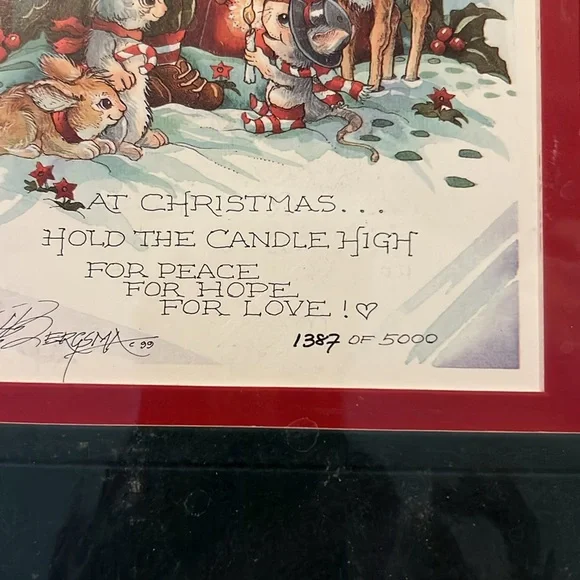 AT CHRISTMAS...
HOLD THE CANDLE HIGH
FOR PEACE
FOR HOPE
FOR LOVE ! ♡
BERGSMA © 99
1387 OF 5000